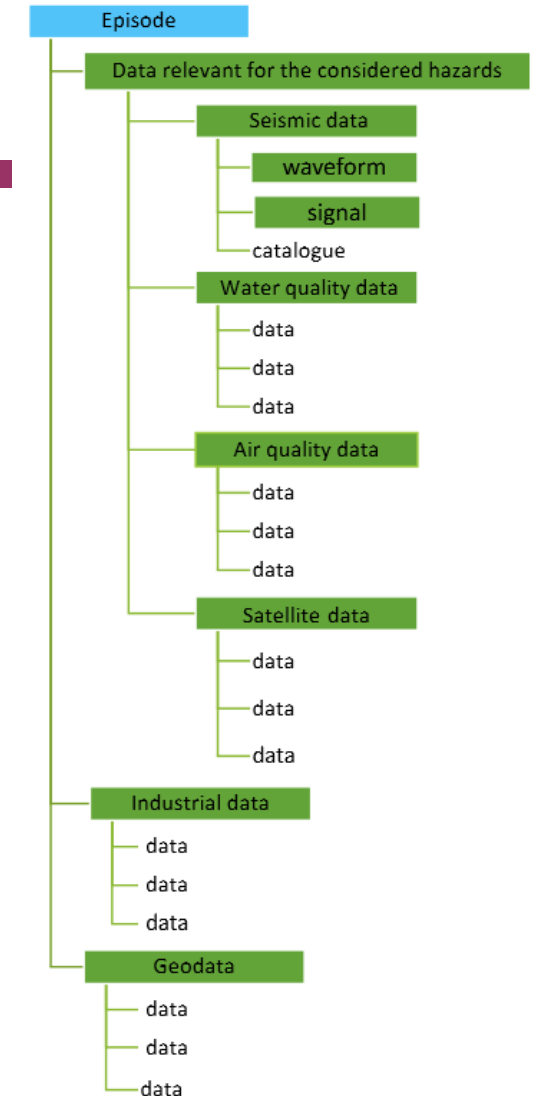 Episode
Data relevant for the considered hazards
Seismic data
waveform
signal
catalogue
Water quality data
data
data
data
Air quality data
data
data
data
Satellite data
data
data
data
Industrial data
data
data
data
Geodata
data
data
data